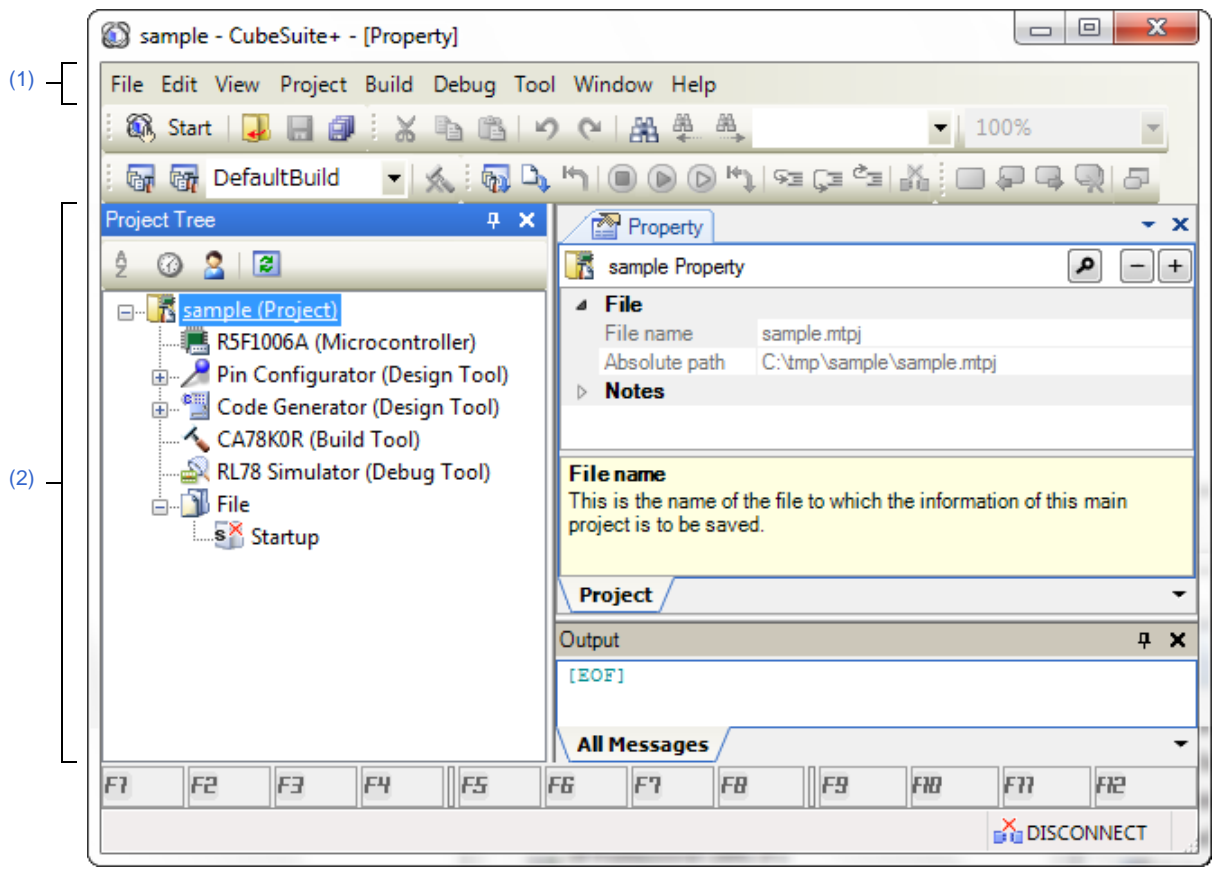 sample - CubeSuite+ - [Property]
(1)
File Edit View Project Build Debug Tool Window Help
Start 100%
DefaultBuild
(2)
Project Tree
Property
sample Property
sample (Project)
R5F1006A (Microcontroller)
Pin Configurator (Design Tool)
Code Generator (Design Tool)
CA78K0R (Build Tool)
RL78 Simulator (Debug Tool)
File
Startup
File
File name sample.mtpj
Absolute path C:\tmp\sample\sample.mtpj
Notes
File name
This is the name of the file to which the information of this main
project is to be saved.
Project
Output
[EOF]
All Messages
F1 F2 F3 F4 F5 F6 F7 F8 F9 F10 F11 F12
DISCONNECT